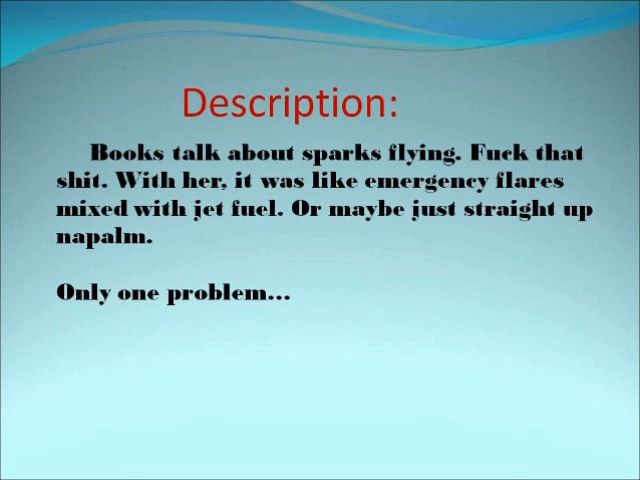 Description:
Books talk about sparks flying. Fuck that
shit. With her, it was like emergency flares
mixed with jet fuel. Or maybe just straight up
napalm.
Only one problem...